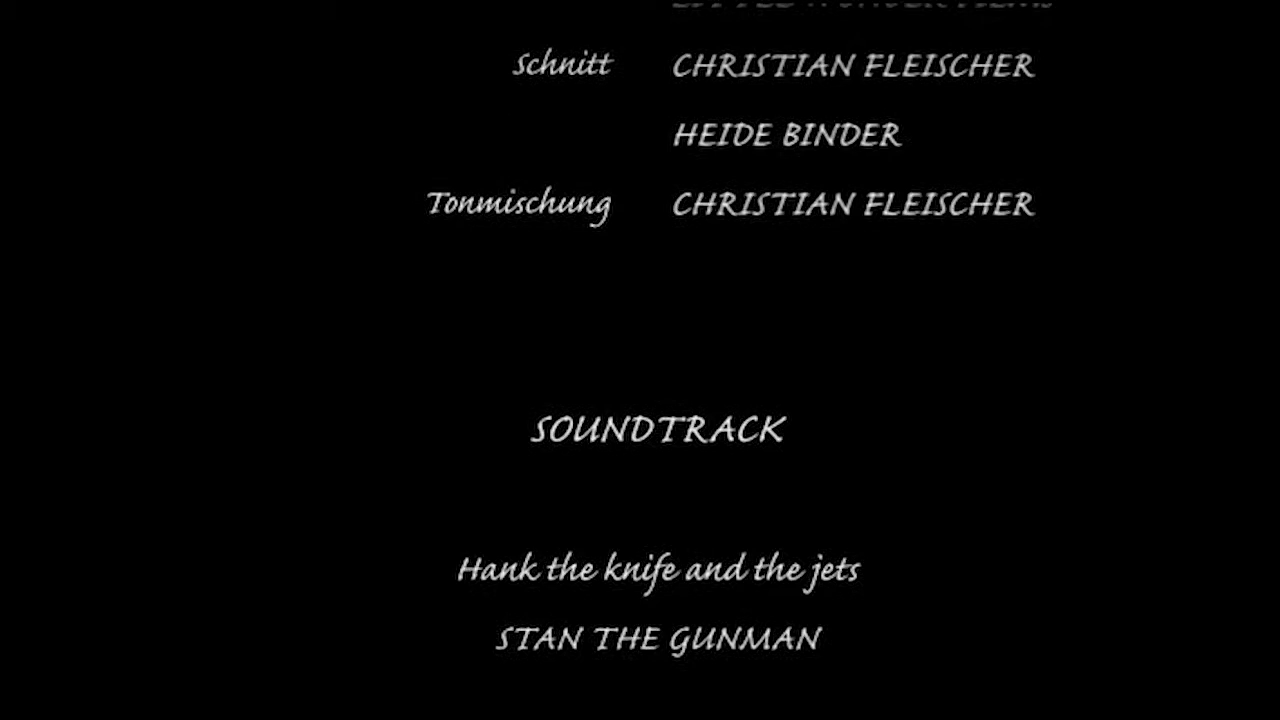 Schnitt CHRISTIAN FLEISCHER
HEIDE BINDER
Tonmischung CHRISTIAN FLEISCHER
SOUNDTRACK
Hank the knife and the jets
STAN THE GUNMAN